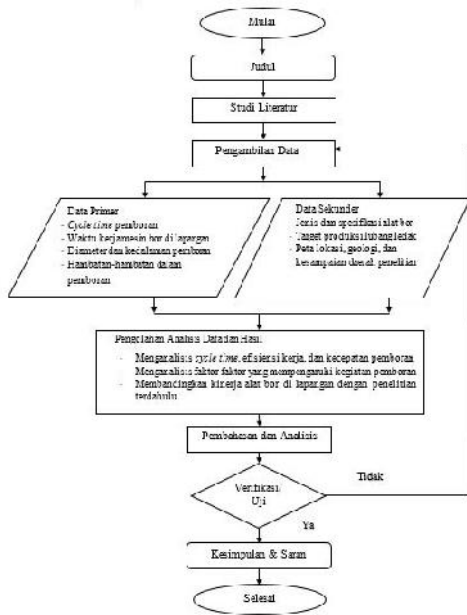 Mulai
Judul
Studi Literatur
Pengambilan Data
Data Primer
- Cycle time pemboran
- Waktu kerja mesin bor di lapangan
- Diameter dan kedalaman pemboran
- Hambatan-hambatan dalam
pemboran
Data Sekunder
- Jenis dan spesifikasi alat bor
- Target produksi lubang ledak
- Peta lokasi, geologi, dan
kesampaian daerah penelitian
Pengolahan Analisis Data dan Hasil
- Menganalisis cycle time, efisiensi kerja, dan kecepatan pemboran
- Menganalisis faktor faktor yang mempengaruhi kegiatan pemboran
- Membandingkan kinerja alat bor di lapangan dengan penelitian
terdahulu
Pembahasan dan Analisis
Verifikasi/
Uji
Tidak
Ya
Kesimpulan & Saran
Selesai